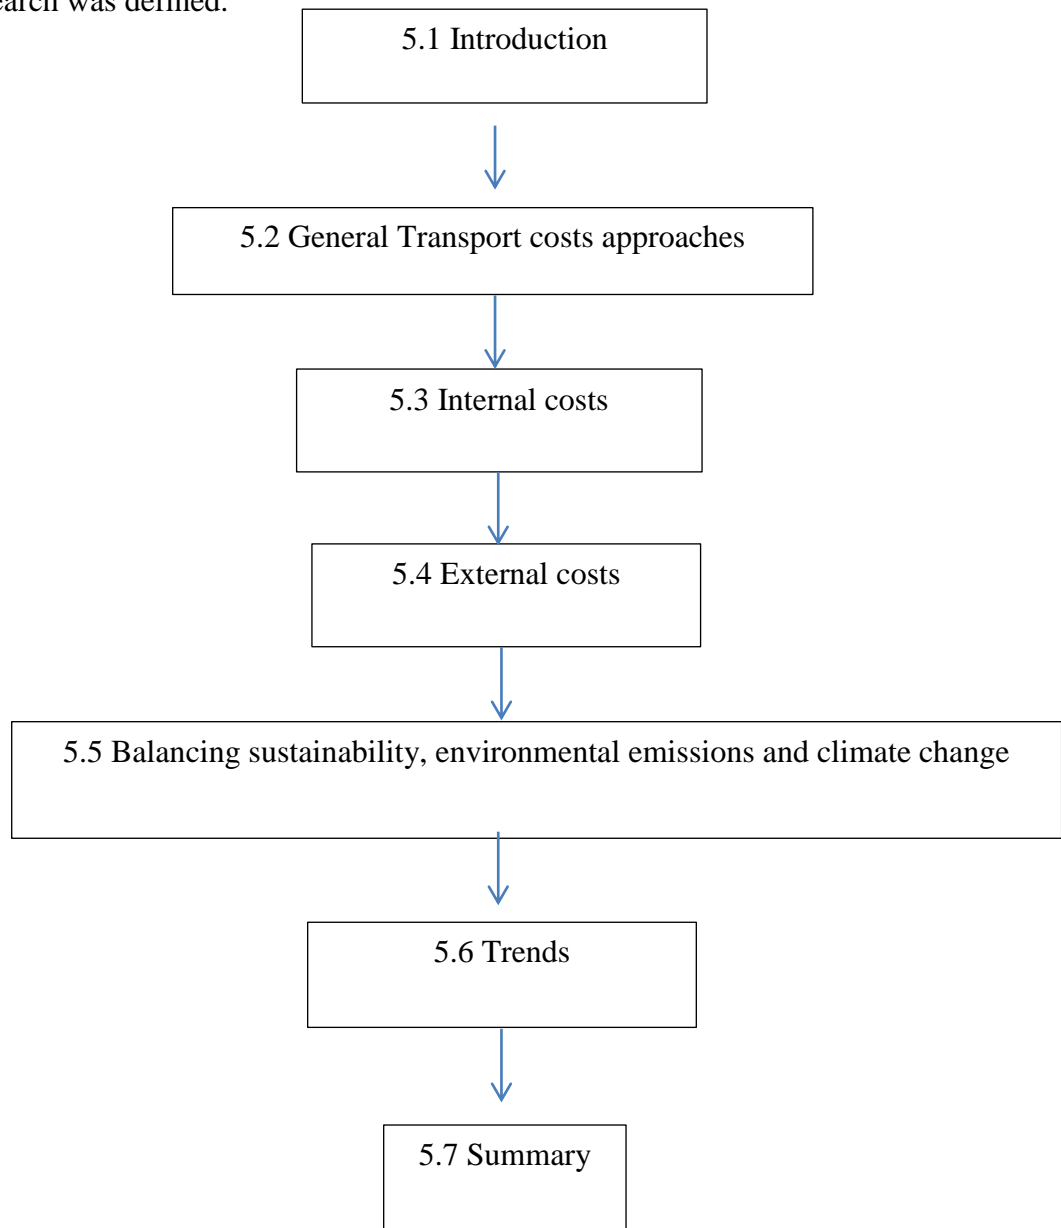 search was defined.
5.1 Introduction
5.2 General Transport costs approaches
5.3 Internal costs
5.4 External costs
5.5 Balancing sustainability, environmental emissions and climate change
5.6 Trends
5.7 Summary